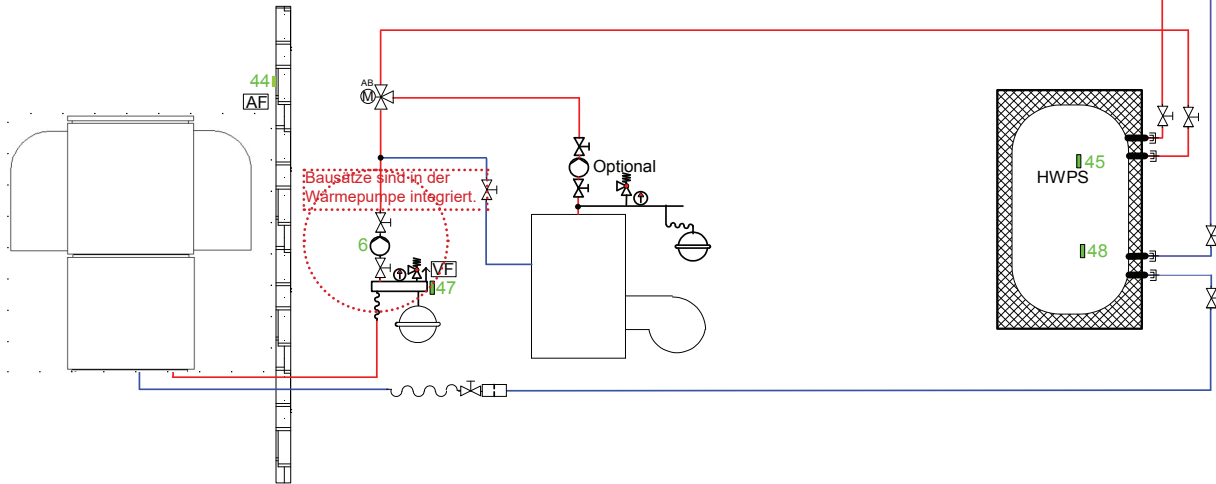 44
AF
AB
M
Optional
Bausätze sind in der
Wärmepumpe integriert.
6
VF
47
45
HWPS
48